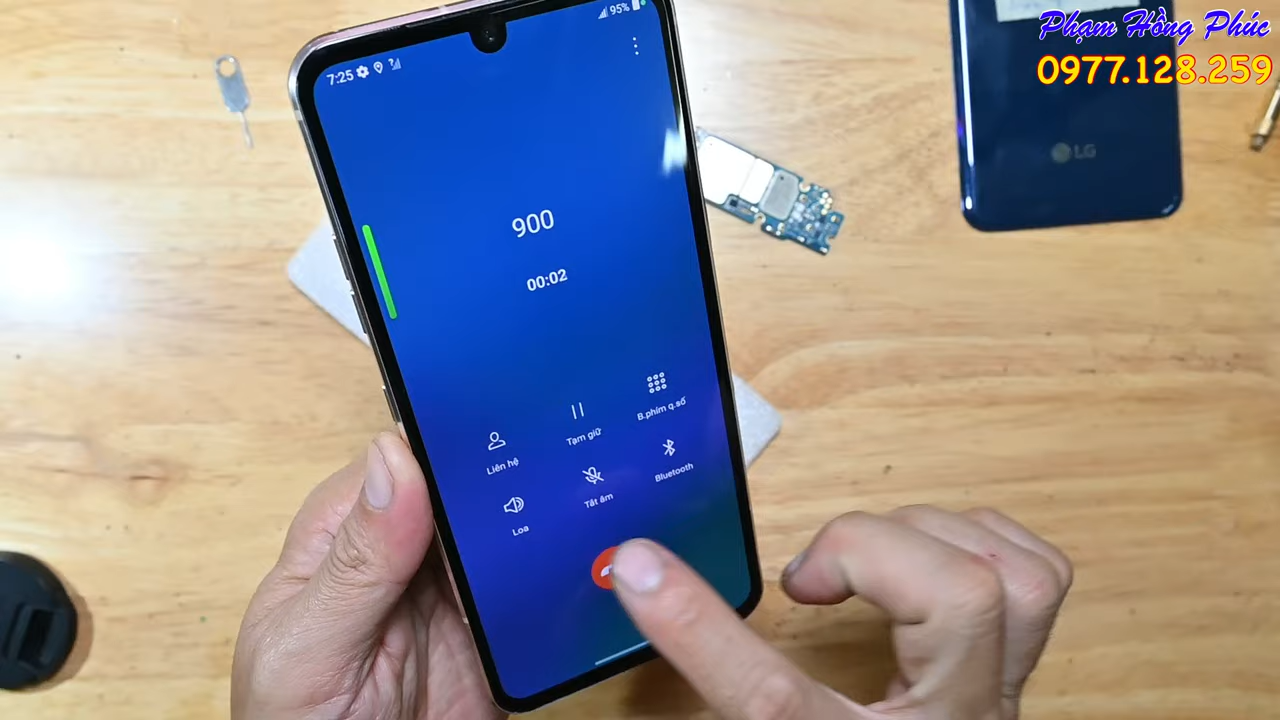 Phạm Hồng Phúc
0977.128.259
95%
7:25
LG
900
00:02
Liên hệ
Tạm giữ
B.phím q.số
Loa
Tắt âm
Bluetooth